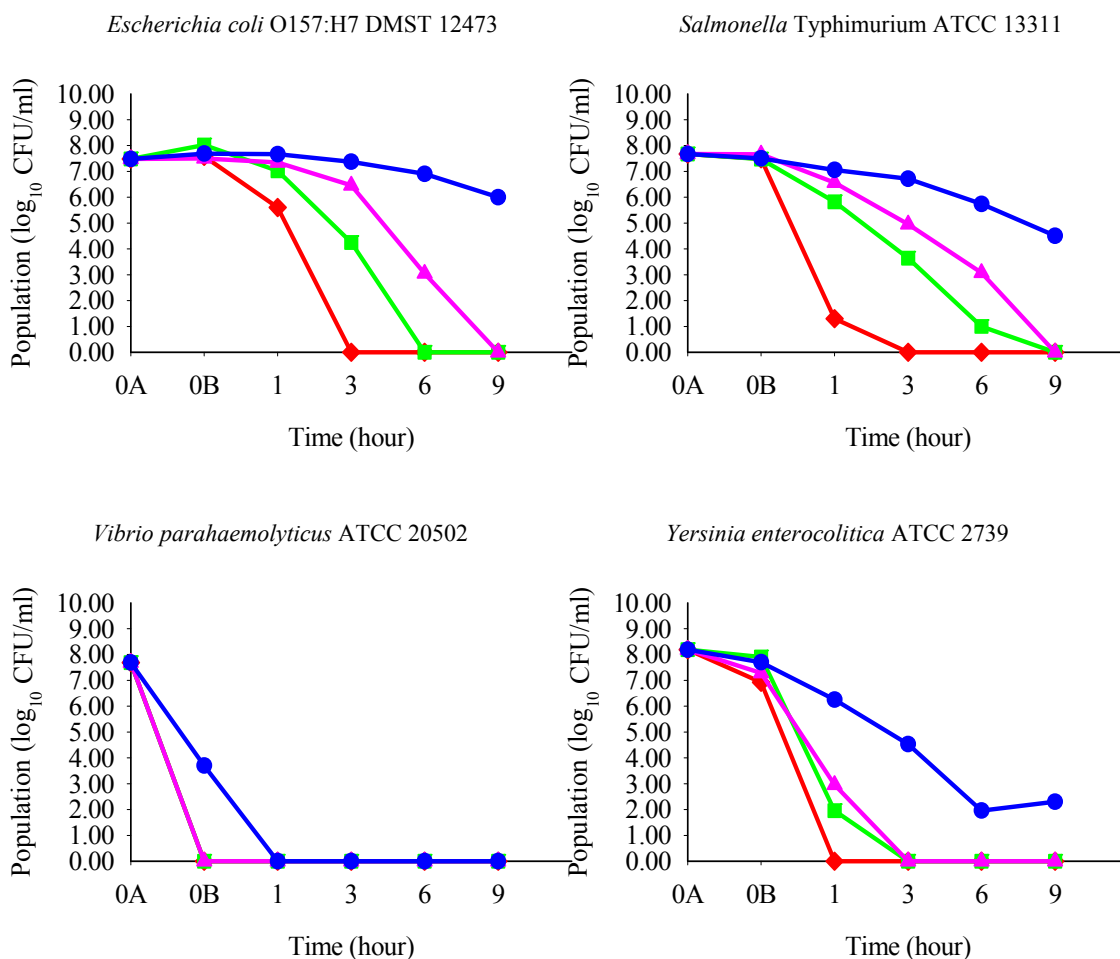 Escherichia coli O157:H7 DMST 12473
Population (log10 CFU/ml)
10.00
9.00
8.00
7.00
6.00
5.00
4.00
3.00
2.00
1.00
0.00
0A 0B 1 3 6 9
Time (hour)
Salmonella Typhimurium ATCC 13311
Population (log10 CFU/ml)
10.00
9.00
8.00
7.00
6.00
5.00
4.00
3.00
2.00
1.00
0.00
0A 0B 1 3 6 9
Time (hour)
Vibrio parahaemolyticus ATCC 20502
Population (log10 CFU/ml)
10.00
9.00
8.00
7.00
6.00
5.00
4.00
3.00
2.00
1.00
0.00
0A 0B 1 3 6 9
Time (hour)
Yersinia enterocolitica ATCC 2739
Population (log10 CFU/ml)
10.00
9.00
8.00
7.00
6.00
5.00
4.00
3.00
2.00
1.00
0.00
0A 0B 1 3 6 9
Time (hour)